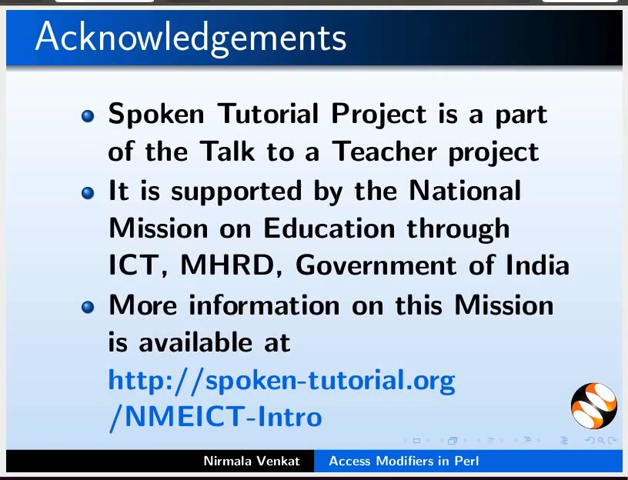 Acknowledgements
Spoken Tutorial Project is a part
of the Talk to a Teacher project
It is supported by the National
Mission on Education through
ICT, MHRD, Government of India
More information on this Mission
is available at
http://spoken-tutorial.org
/NMEICT-Intro
Nirmala Venkat Access Modifiers in Perl